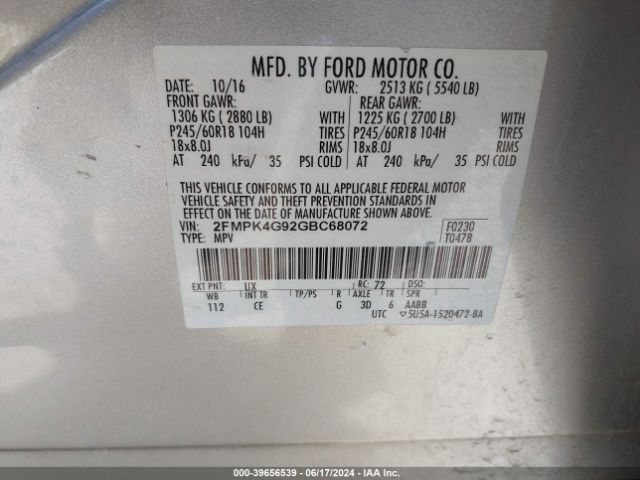 MFD. BY FORD MOTOR CO.
DATE: 10/16 GVWR: 2513 KG ( 5540 LB)
FRONT GAWR: REAR GAWR:
1306 KG ( 2880 LB) WITH 1225 KG ( 2700 LB) WITH
P245/60R18 104H TIRES P245/60R18 104H TIRES
18x8.0J RIMS 18x8.0J RIMS
AT 240 kPa/ 35 PSI COLD AT 240 kPa/ 35 PSI COLD
THIS VEHICLE CONFORMS TO ALL APPLICABLE FEDERAL MOTOR
VEHICLE SAFETY AND THEFT PREVENTION STANDARDS IN
EFFECT ON THE DATE OF MANUFACTURE SHOWN ABOVE.
VIN: 2FMPK4G92GBC68072 F0230
TYPE: MPV T0478
EXT PNT: UX RC: 72 DSO:
WB INT TR TP/PS R AXLE TR SPR
112 CE G 3D 6 AABB
UTC ▽5U5A-1520472-BA
000-39656539 - 06/17/2024 - IAAI.com